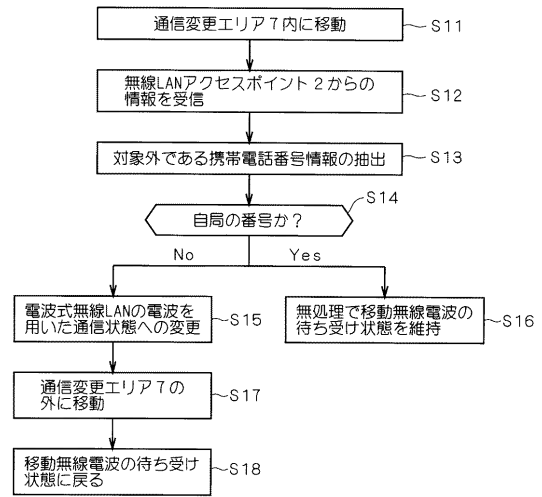 通信変更エリア7内に移動
S11
無線LANアクセスポイント2からの
情報を受信
S12
対象外である携帯電話番号情報の抽出
S13
自局の番号か?
S14
No
Yes
電波式無線LANの電波を
用いた通信状態への変更
S15
無処理で移動無線電波の
待ち受け状態を維持
S16
通信変更エリア7の
外に移動
S17
移動無線電波の待ち受け
状態に戻る
S18